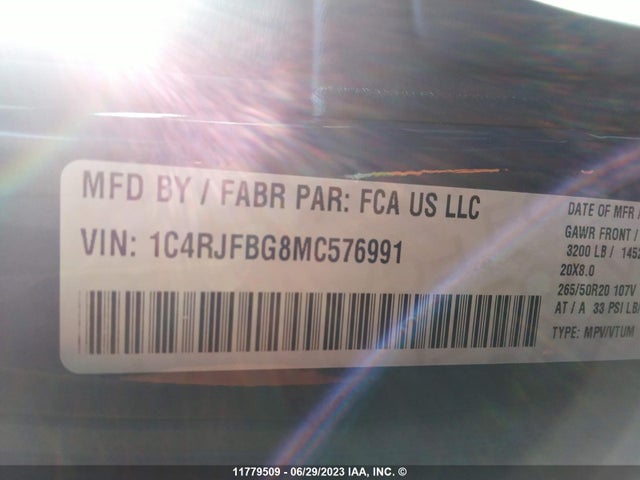 MFD BY / FABR PAR: FCA US LLC
VIN: 1C4RJFBG8MC576991
DATE OF MFR
GAWR FRONT /
3200 LB / 1452
20X8.0
265/50R20 107V
AT / A 33 PSI
TYPE: MPV/VTUM
11779509 - 06/29/2023 IAA, INC. ©